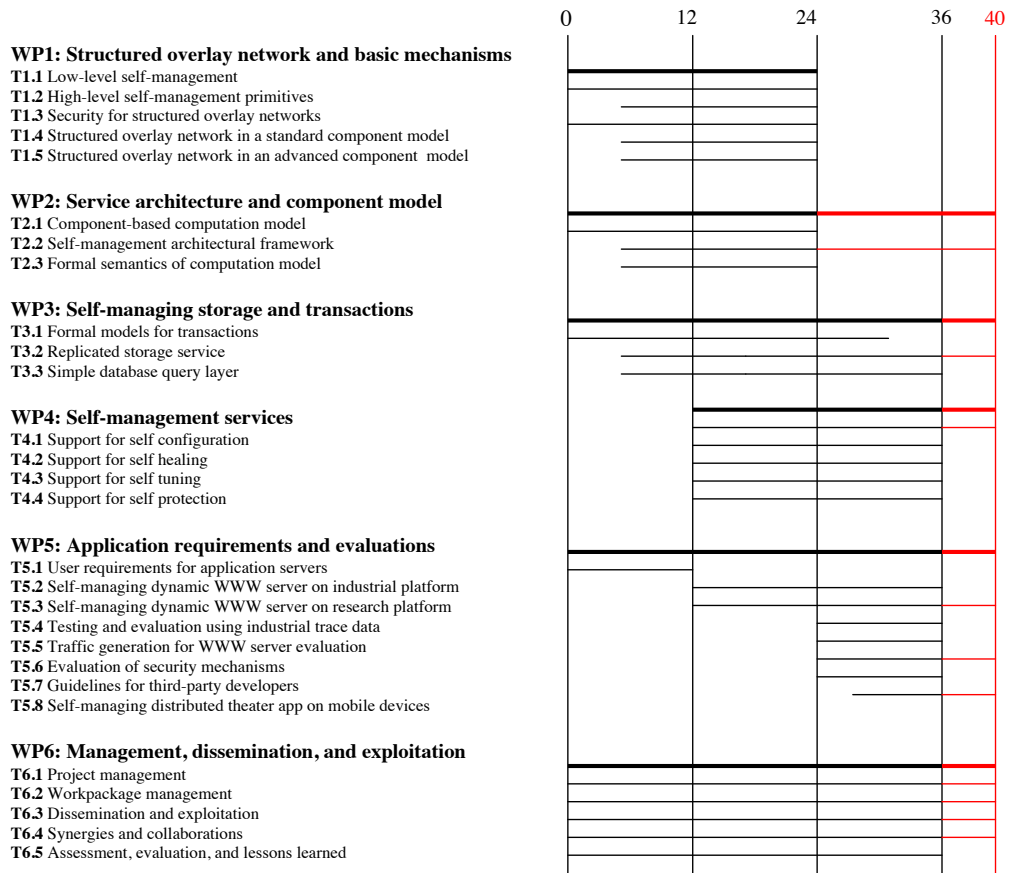 0 12 24 36 40
WP1: Structured overlay network and basic mechanisms
T1.1 Low-level self-management
T1.2 High-level self-management primitives
T1.3 Security for structured overlay networks
T1.4 Structured overlay network in a standard component model
T1.5 Structured overlay network in an advanced component model
WP2: Service architecture and component model
T2.1 Component-based computation model
T2.2 Self-management architectural framework
T2.3 Formal semantics of computation model
WP3: Self-managing storage and transactions
T3.1 Formal models for transactions
T3.2 Replicated storage service
T3.3 Simple database query layer
WP4: Self-management services
T4.1 Support for self configuration
T4.2 Support for self healing
T4.3 Support for self tuning
T4.4 Support for self protection
WP5: Application requirements and evaluations
T5.1 User requirements for application servers
T5.2 Self-managing dynamic WWW server on industrial platform
T5.3 Self-managing dynamic WWW server on research platform
T5.4 Testing and evaluation using industrial trace data
T5.5 Traffic generation for WWW server evaluation
T5.6 Evaluation of security mechanisms
T5.7 Guidelines for third-party developers
T5.8 Self-managing distributed theater app on mobile devices
WP6: Management, dissemination, and exploitation
T6.1 Project management
T6.2 Workpackage management
T6.3 Dissemination and exploitation
T6.4 Synergies and collaborations
T6.5 Assessment, evaluation, and lessons learned